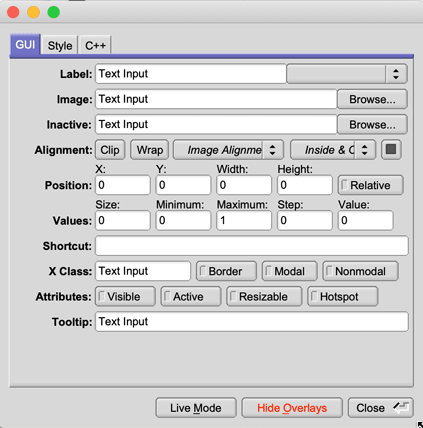 GUI Style C++
Label: Text Input
Image: Text Input Browse...
Inactive: Text Input Browse...
Alignment: Clip Wrap Image Alignme Inside &
X: Y: Width: Height:
Position: 0 0 0 0 Relative
Size: Minimum: Maximum: Step: Value:
Values: 0 0 1 0 0
Shortcut:
X Class: Text Input Border Modal Nonmodal
Attributes: Visible Active Resizable Hotspot
Tooltip: Text Input
Live Mode Hide Overlays Close